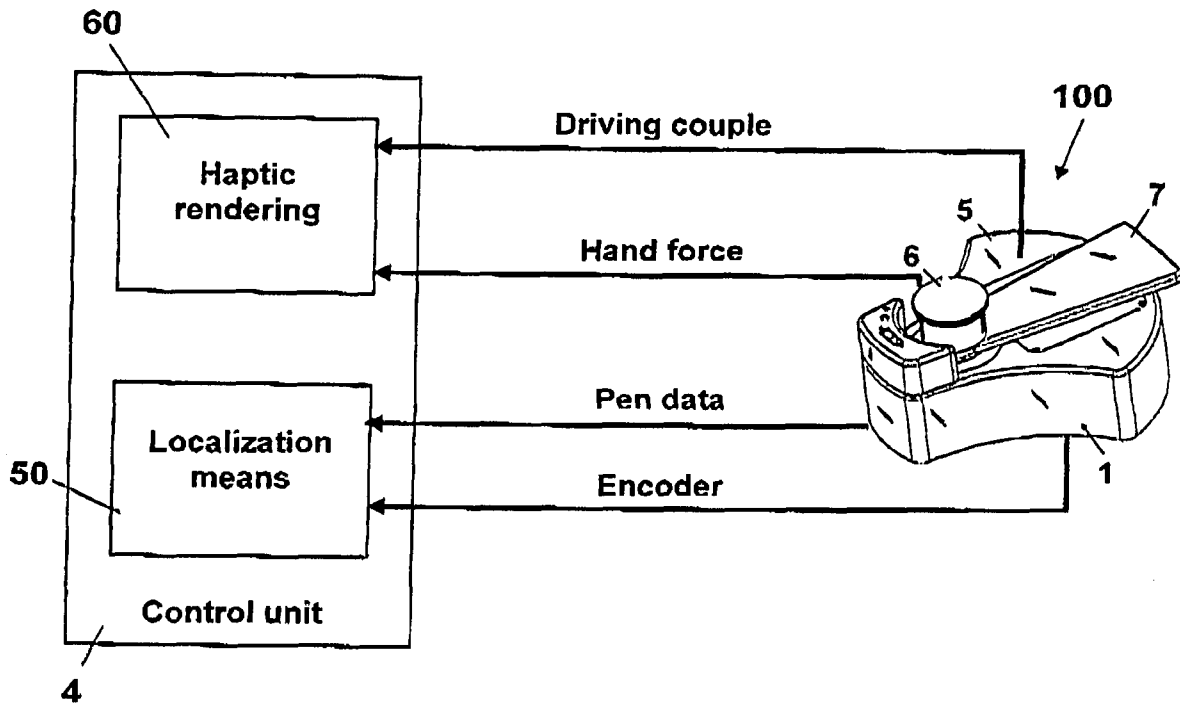 60
Driving couple
100
Haptic
rendering
5
7
6
Hand force
Pen data
Localization
means
50
Encoder
1
Control unit
4